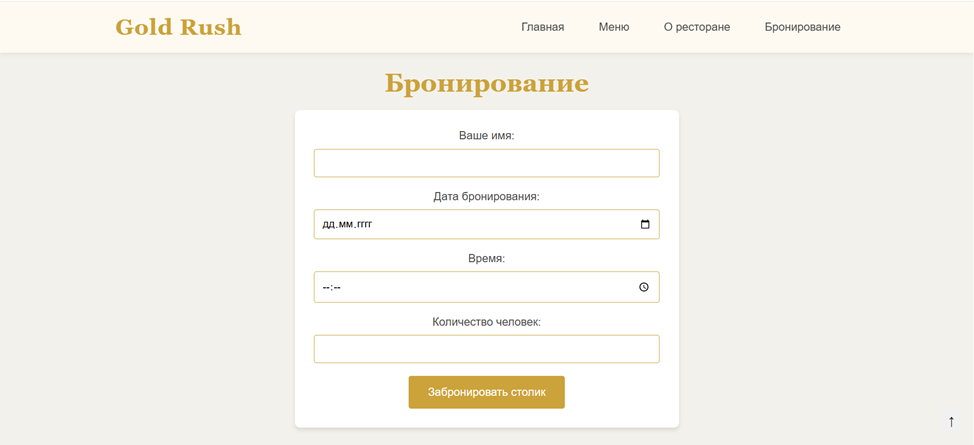 Gold Rush
Главная Меню О ресторане Бронирование
Бронирование
Ваше имя:
Дата бронирования:
дд.мм.гггг
Время:
--:--
Количество человек:
Забронировать столик
↑